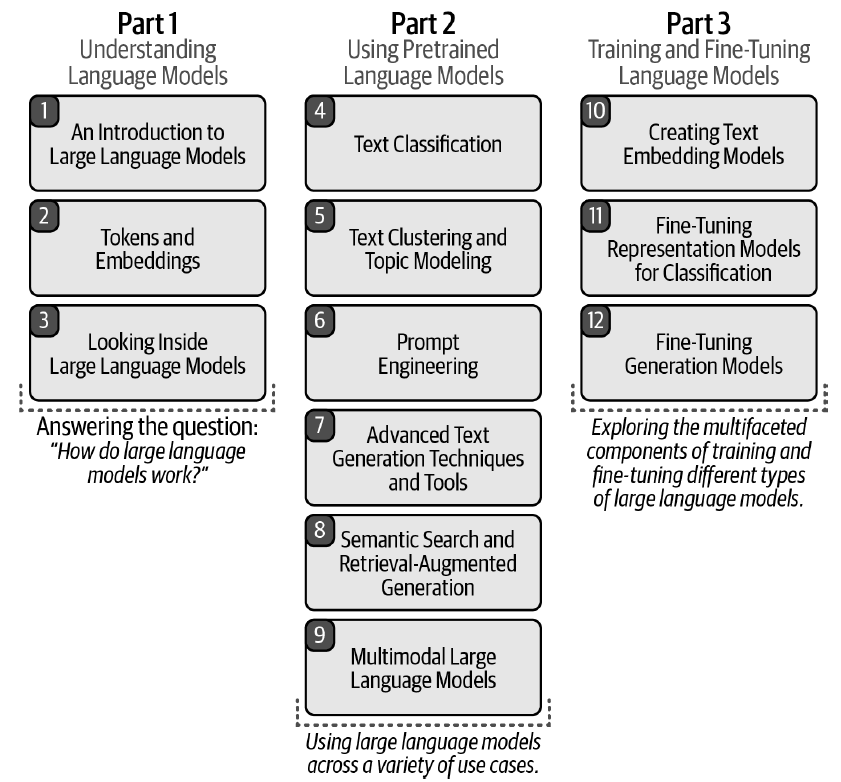 Part 1
Understanding
Language Models
1
An Introduction to
Large Language Models
2
Tokens and
Embeddings
3
Looking Inside
Large Language Models
Answering the question:
"How do large language
models work?"
Part 2
Using Pretrained
Language Models
4
Text Classification
5
Text Clustering and
Topic Modeling
6
Prompt
Engineering
7
Advanced Text
Generation Techniques
and Tools
8
Semantic Search and
Retrieval-Augmented
Generation
9
Multimodal Large
Language Models
Using large language models
across a variety of use cases.
Part 3
Training and Fine-Tuning
Language Models
10
Creating Text
Embedding Models
11
Fine-Tuning
Representation Models
for Classification
12
Fine-Tuning
Generation Models
Exploring the multifaceted
components of training and
fine-tuning different types
of large language models.